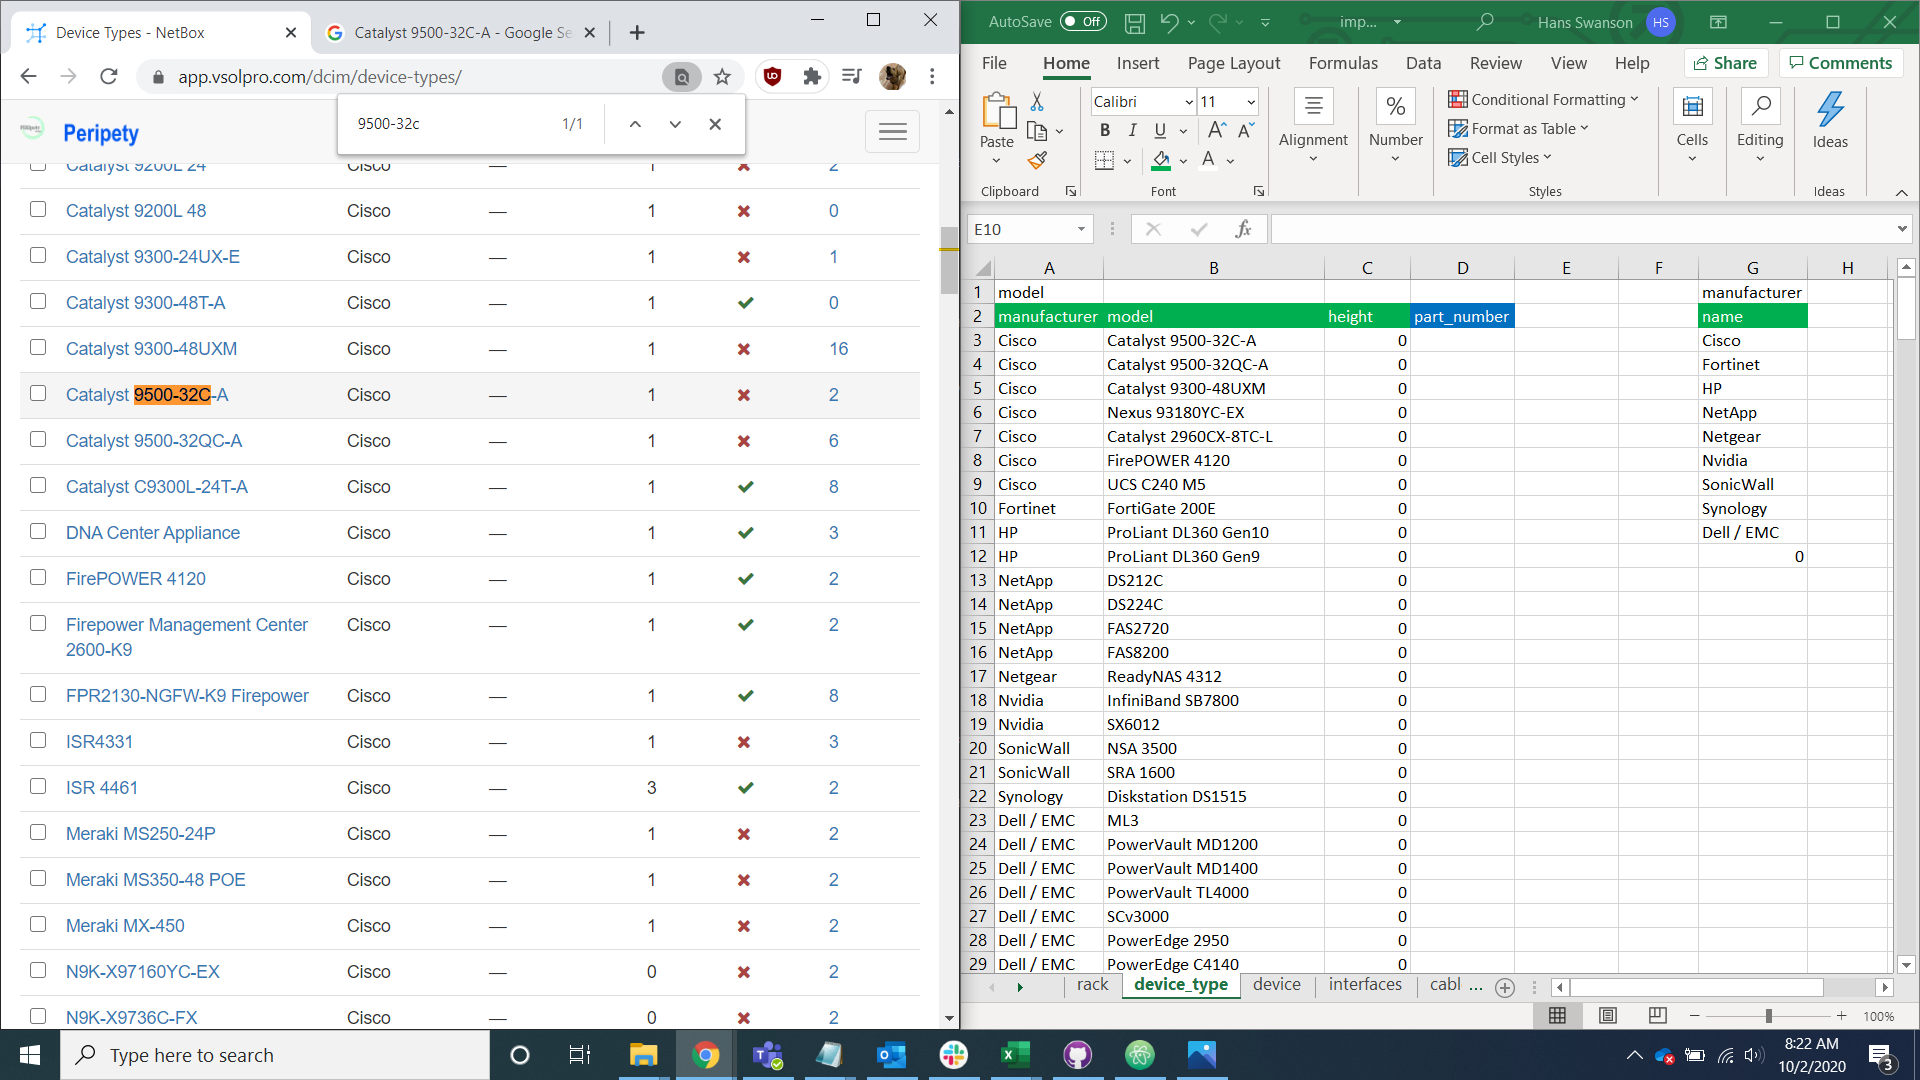 Device Types - NetBox
Catalyst 9500-32C-A - Google Se
app.vsolpro.com/dcim/device-types/
9500-32c 1/1
Peripety
Catalyst 9200L 24 Cisco — 1 2
Catalyst 9200L 48 Cisco — 1 0
Catalyst 9300-24UX-E Cisco — 1 1
Catalyst 9300-48T-A Cisco — 1 0
Catalyst 9300-48UXM Cisco — 1 16
Catalyst 9500-32C-A Cisco — 1 2
Catalyst 9500-32QC-A Cisco — 1 6
Catalyst C9300L-24T-A Cisco — 1 8
DNA Center Appliance Cisco — 1 3
FirePOWER 4120 Cisco — 1 2
Firepower Management Center Cisco — 1 2
2600-K9
FPR2130-NGFW-K9 Firepower Cisco — 1 8
ISR4331 Cisco — 1 3
ISR 4461 Cisco — 3 2
Meraki MS250-24P Cisco — 1 2
Meraki MS350-48 POE Cisco — 1 2
Meraki MX-450 Cisco — 1 2
N9K-X97160YC-EX Cisco — 0 2
N9K-X9736C-FX Cisco — 0 2
AutoSave Off imp... Hans Swanson HS
File Home Insert Page Layout Formulas Data Review View Help Share Comments
Paste Calibri 11 Alignment Number Conditional Formatting Cells Editing Ideas
B I U A A Format as Table
A Cell Styles
Clipboard Font Styles Ideas
E10 fx
A B C D E F G H
1 model manufacturer
2 manufacturer model height part_number name
3 Cisco Catalyst 9500-32C-A 0 Cisco
4 Cisco Catalyst 9500-32QC-A 0 Fortinet
5 Cisco Catalyst 9300-48UXM 0 HP
6 Cisco Nexus 93180YC-EX 0 NetApp
7 Cisco Catalyst 2960CX-8TC-L 0 Netgear
8 Cisco FirePOWER 4120 0 Nvidia
9 Cisco UCS C240 M5 0 SonicWall
10 Fortinet FortiGate 200E 0 Synology
11 HP ProLiant DL360 Gen10 0 Dell / EMC
12 HP ProLiant DL360 Gen9 0 0
13 NetApp DS212C 0
14 NetApp DS224C 0
15 NetApp FAS2720 0
16 NetApp FAS8200 0
17 Netgear ReadyNAS 4312 0
18 Nvidia InfiniBand SB7800 0
19 Nvidia SX6012 0
20 SonicWall NSA 3500 0
21 SonicWall SRA 1600 0
22 Synology Diskstation DS1515 0
23 Dell / EMC ML3 0
24 Dell / EMC PowerVault MD1200 0
25 Dell / EMC PowerVault MD1400 0
26 Dell / EMC PowerVault TL4000 0
27 Dell / EMC SCv3000 0
28 Dell / EMC PowerEdge 2950 0
29 Dell / EMC PowerEdge C4140 0
rack device_type device interfaces cabl ...
100%
Type here to search
8:22 AM
10/2/2020
3